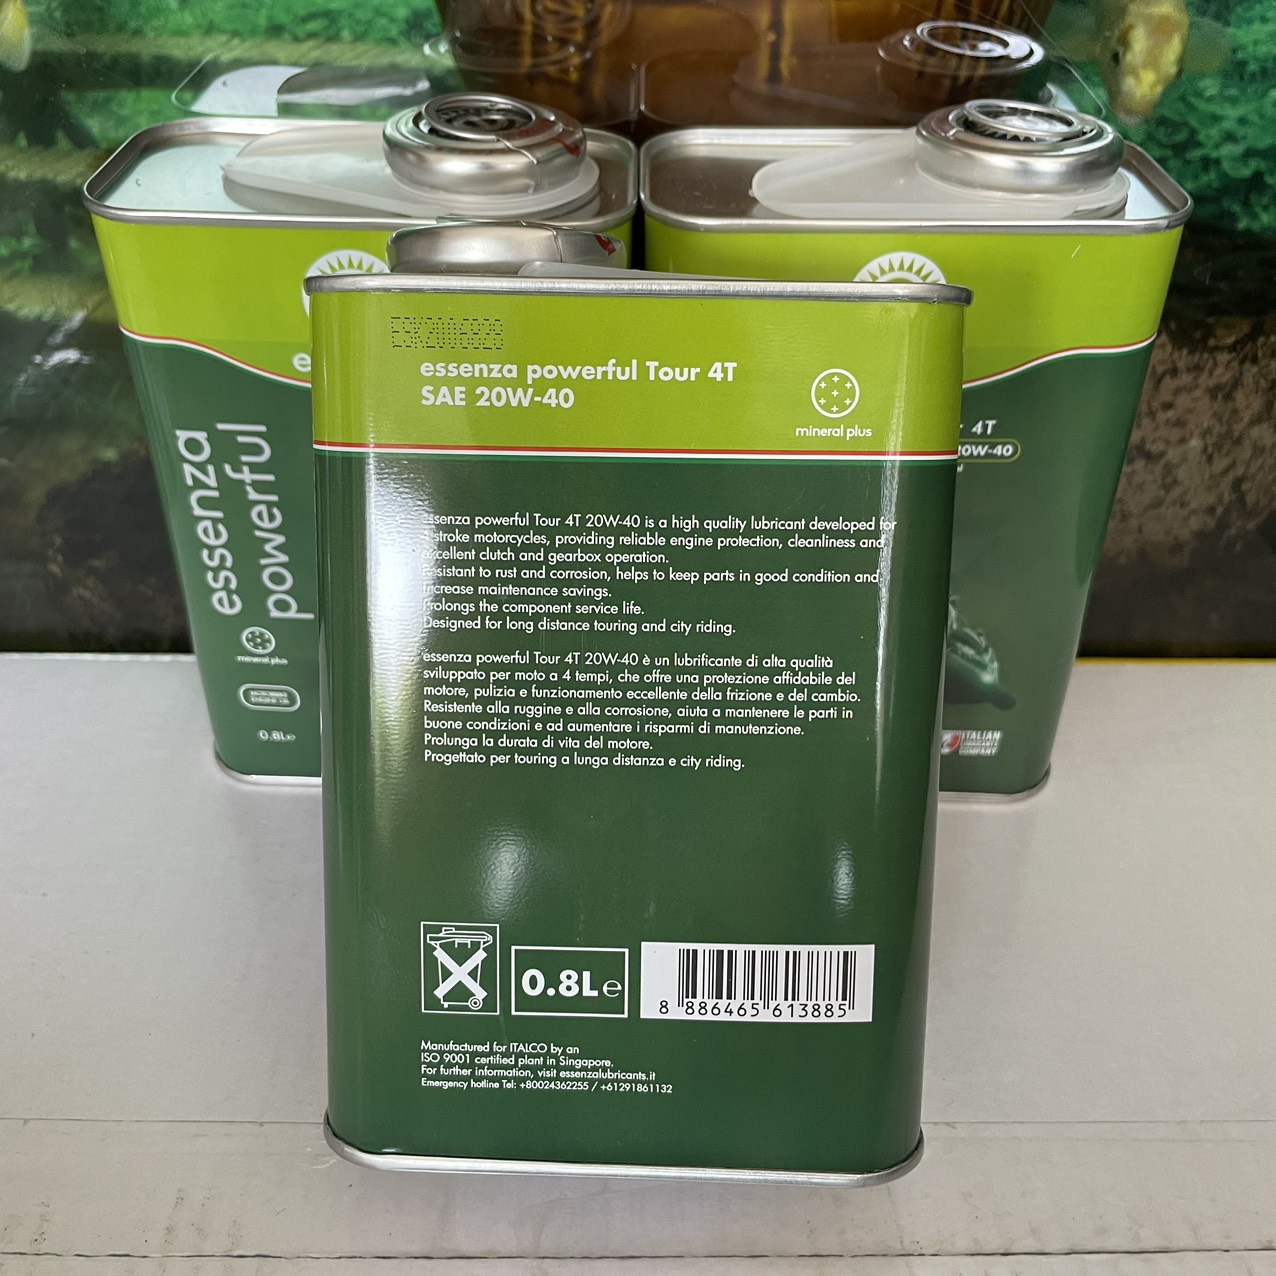 ESK2006828
essenza powerful Tour 4T
SAE 20W-40
mineral plus
essenza powerful Tour 4T 20W-40 is a high quality lubricant developed for
4 stroke motorcycles, providing reliable engine protection, cleanliness and
excellent clutch and gearbox operation.
Resistant to rust and corrosion, helps to keep parts in good condition and
increase maintenance savings.
Prolongs the component service life.
Designed for long distance touring and city riding.
essenza powerful Tour 4T 20W-40 è un lubrificante di alta qualità
sviluppato per moto a 4 tempi, che offre una protezione affidabile del
motore, pulizia e funzionamento eccellente della frizione e del cambio.
Resistente alla ruggine e alla corrosione, aiuta a mantenere le parti in
buone condizioni e ad aumentare i risparmi di manutenzione.
Prolunga la durata di vita del motore.
Progettato per touring a lunga distanza e city riding.
0.8L e
8 886465 613885
Manufactured for ITALCO by an
ISO 9001 certified plant in Singapore.
For further information, visit essenzalubricants.it
Emergency hotline Tel: +80024362255 / +61291861132
essenza
powerful
mineral plus
0.8Le
4T
20W-40
ITALIAN
LUBRICANTS
COMPANY